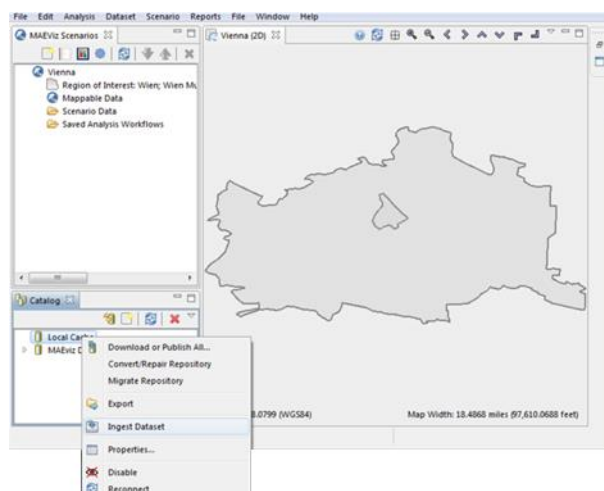 File Edit Analysis Dataset Scenario Reports File Window Help
MAEViz Scenarios
Vienna (2D)
Vienna
Region of Interest: Wien; Wien Mu
Mappable Data
Scenario Data
Saved Analysis Workflows
Catalog
Local Cache
MAEviz D
Download or Publish All...
Convert/Repair Repository
Migrate Repository
Export
8.0799 (WGS84)
Map Width: 18.4868 miles (97,610.0688 feet)
Ingest Dataset
Properties...
Disable
Reconnect